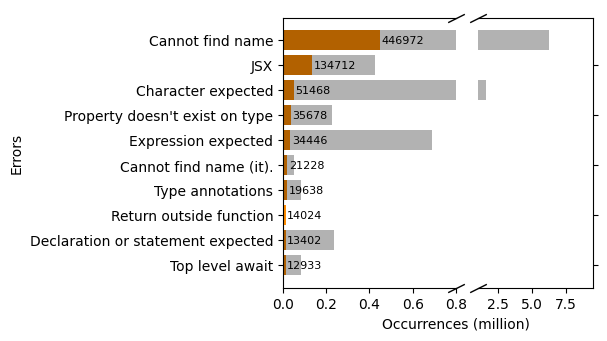 Cannot find name 446972
JSX 134712
Character expected 51468
Property doesn't exist on type 35678
Expression expected 34446
Cannot find name (it). 21228
Type annotations 19638
Return outside function 14024
Declaration or statement expected 13402
Top level await 12933
Errors
0.0 0.2 0.4 0.6 0.8 2.5 5.0 7.5
Occurrences (million)